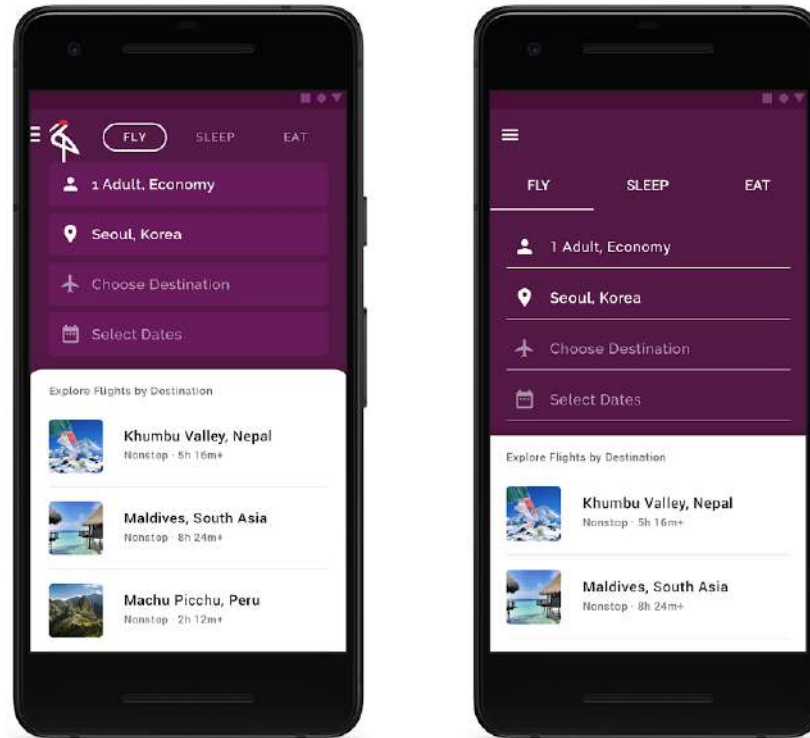 FLY SLEEP EAT
1 Adult, Economy
Seoul, Korea
Choose Destination
Select Dates
Explore Flights by Destination
Khumbu Valley, Nepal
Nonstop · 5h 16m+
Maldives, South Asia
Nonstop · 8h 24m+
Machu Picchu, Peru
Nonstop · 2h 12m+
FLY SLEEP EAT
1 Adult, Economy
Seoul, Korea
Choose Destination
Select Dates
Explore Flights by Destination
Khumbu Valley, Nepal
Nonstop · 5h 16m+
Maldives, South Asia
Nonstop · 8h 24m+